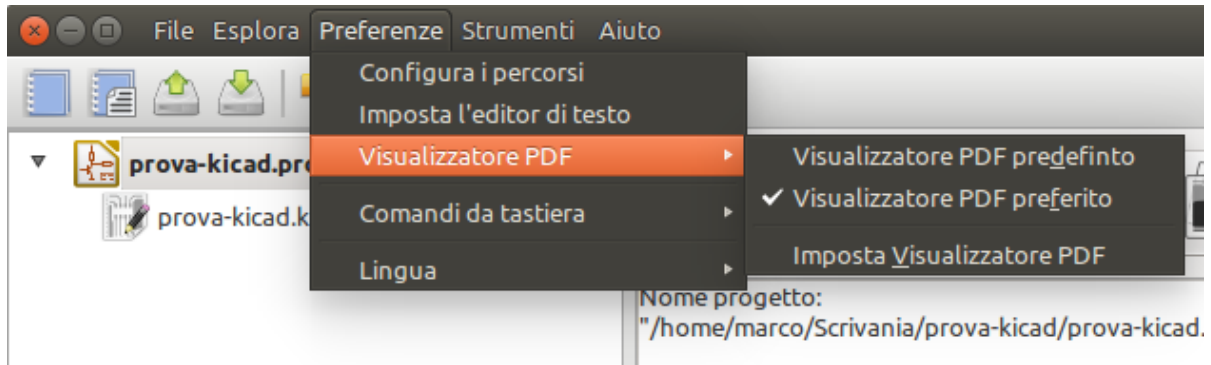 File Esplora Preferenze Strumenti Aiuto
Configura i percorsi
Imposta l'editor di testo
Visualizzatore PDF
Visualizzatore PDF predefinto
prova-kicad.pr
Visualizzatore PDF preferito
prova-kicad.k
Comandi da tastiera
Imposta Visualizzatore PDF
Lingua
Nome progetto:
"/home/marco/Scrivania/prova-kicad/prova-kicad.